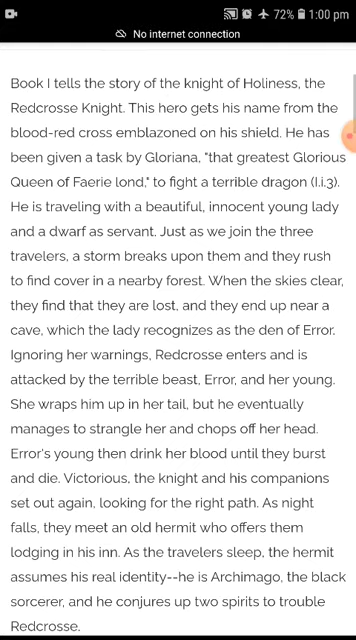 72% 1:00 pm
No internet connection
Book I tells the story of the knight of Holiness, the
Redcrosse Knight. This hero gets his name from the
blood-red cross emblazoned on his shield. He has
been given a task by Gloriana, "that greatest Glorious
Queen of Faerie lond," to fight a terrible dragon (I.i.3).
He is traveling with a beautiful, innocent young lady
and a dwarf as servant. Just as we join the three
travelers, a storm breaks upon them and they rush
to find cover in a nearby forest. When the skies clear,
they find that they are lost, and they end up near a
cave, which the lady recognizes as the den of Error.
Ignoring her warnings, Redcrosse enters and is
attacked by the terrible beast, Error, and her young.
She wraps him up in her tail, but he eventually
manages to strangle her and chops off her head.
Error's young then drink her blood until they burst
and die. Victorious, the knight and his companions
set out again, looking for the right path. As night
falls, they meet an old hermit who offers them
lodging in his inn. As the travelers sleep, the hermit
assumes his real identity--he is Archimago, the black
sorcerer, and he conjures up two spirits to trouble
Redcrosse.